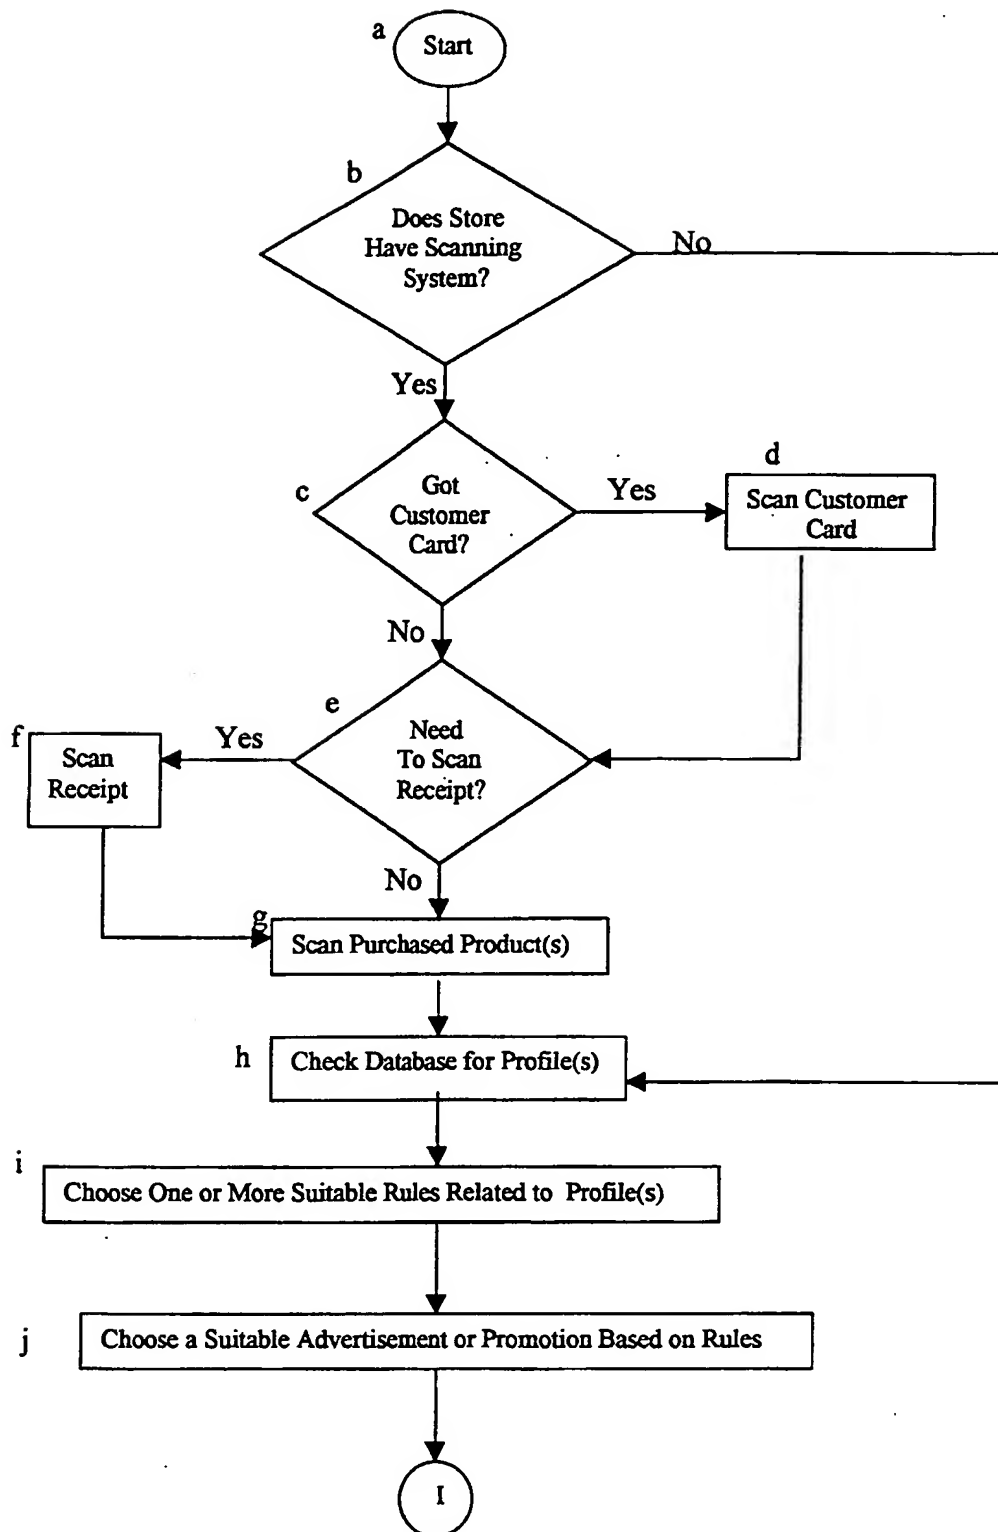 a
Start
b
Does Store
Have Scanning
System?
No
Yes
c
Got
Customer
Card?
Yes
d
Scan Customer
Card
No
e
Need
To Scan
Receipt?
Yes
f
Scan
Receipt
No
g
Scan Purchased Product(s)
h
Check Database for Profile(s)
i
Choose One or More Suitable Rules Related to Profile(s)
j
Choose a Suitable Advertisement or Promotion Based on Rules
I